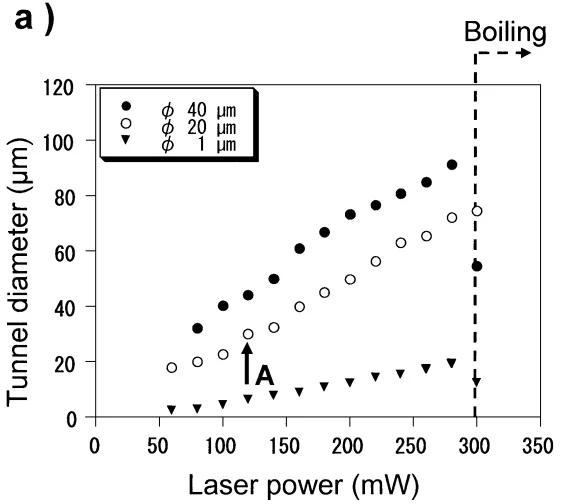 a )
Boiling
120
100
80
60
40
20
0
Tunnel diameter (µm)
ϕ 40 µm
ϕ 20 µm
ϕ 1 µm
A
0 50 100 150 200 250 300 350
Laser power (mW)